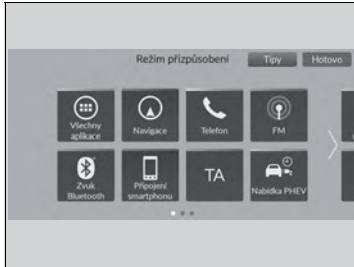 Režim přizpůsobení
Tipy
Hotovo
Všechny
aplikace
Navigace
Telefon
FM
Zvuk
Bluetooth
Připojení
smartphonu
TA
Nabídka PHEV